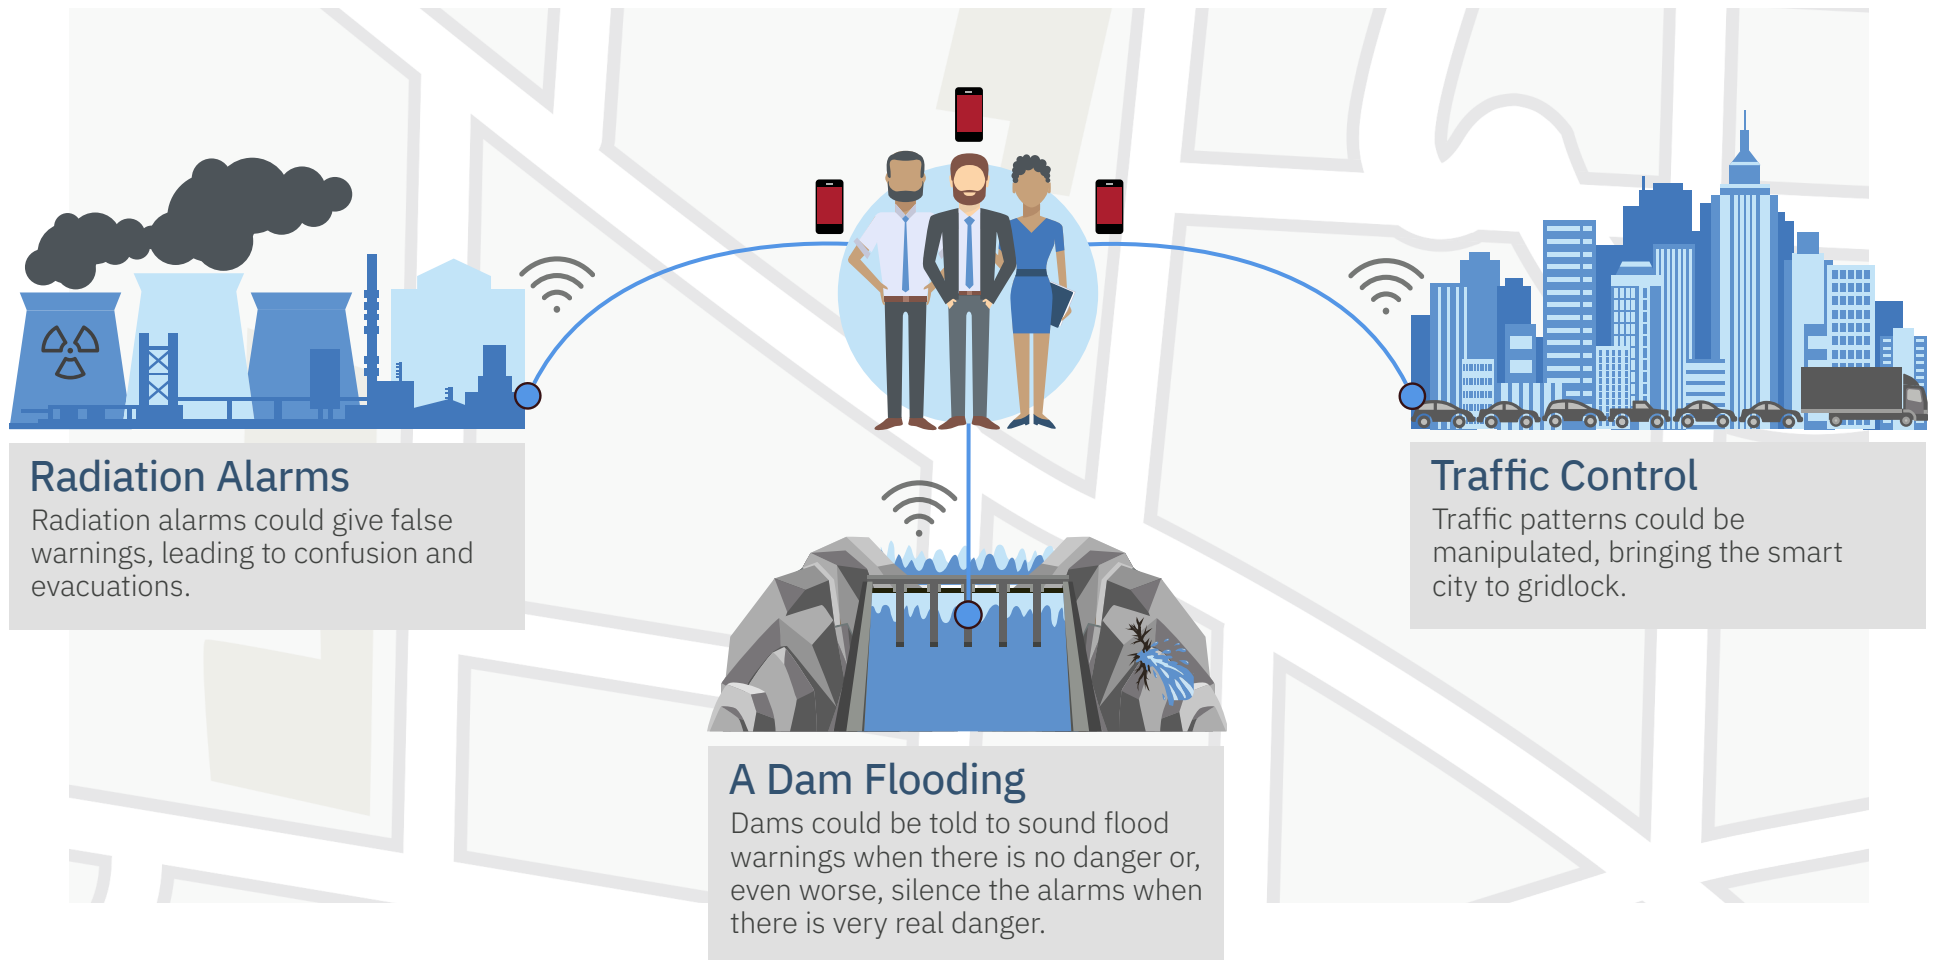 Radiation Alarms
Radiation alarms could give false
warnings, leading to confusion and
evacuations.
Traffic Control
Traffic patterns could be
manipulated, bringing the smart
city to gridlock.
A Dam Flooding
Dams could be told to sound flood
warnings when there is no danger or,
even worse, silence the alarms when
there is very real danger.